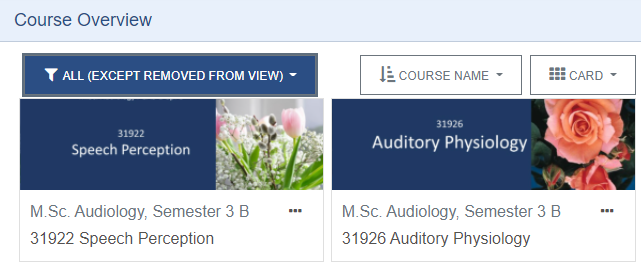 Course Overview
ALL (EXCEPT REMOVED FROM VIEW)
COURSE NAME
CARD
31922
Speech Perception
31926
Auditory Physiology
M.Sc. Audiology, Semester 3 B
31922 Speech Perception
M.Sc. Audiology, Semester 3 B
31926 Auditory Physiology